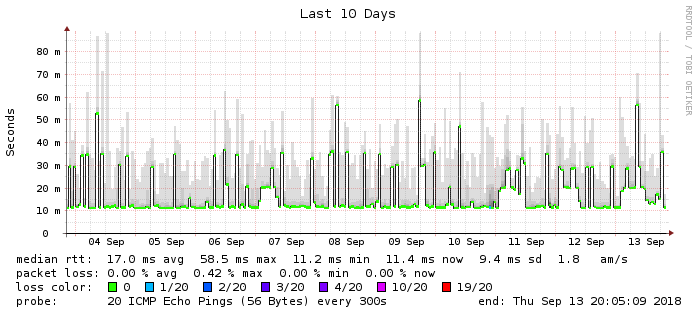 Last 10 Days
RRDTOOL / TOBI OETIKER
Seconds
80 m
70 m
60 m
50 m
40 m
30 m
20 m
10 m
0
04 Sep 05 Sep 06 Sep 07 Sep 08 Sep 09 Sep 10 Sep 11 Sep 12 Sep 13 Sep
median rtt: 17.0 ms avg 58.5 ms max 11.2 ms min 11.4 ms now 9.4 ms sd 1.8 am/s
packet loss: 0.00 % avg 0.42 % max 0.00 % min 0.00 % now
loss color: 0 1/20 2/20 3/20 4/20 10/20 19/20
probe: 20 ICMP Echo Pings (56 Bytes) every 300s end: Thu Sep 13 20:05:09 2018